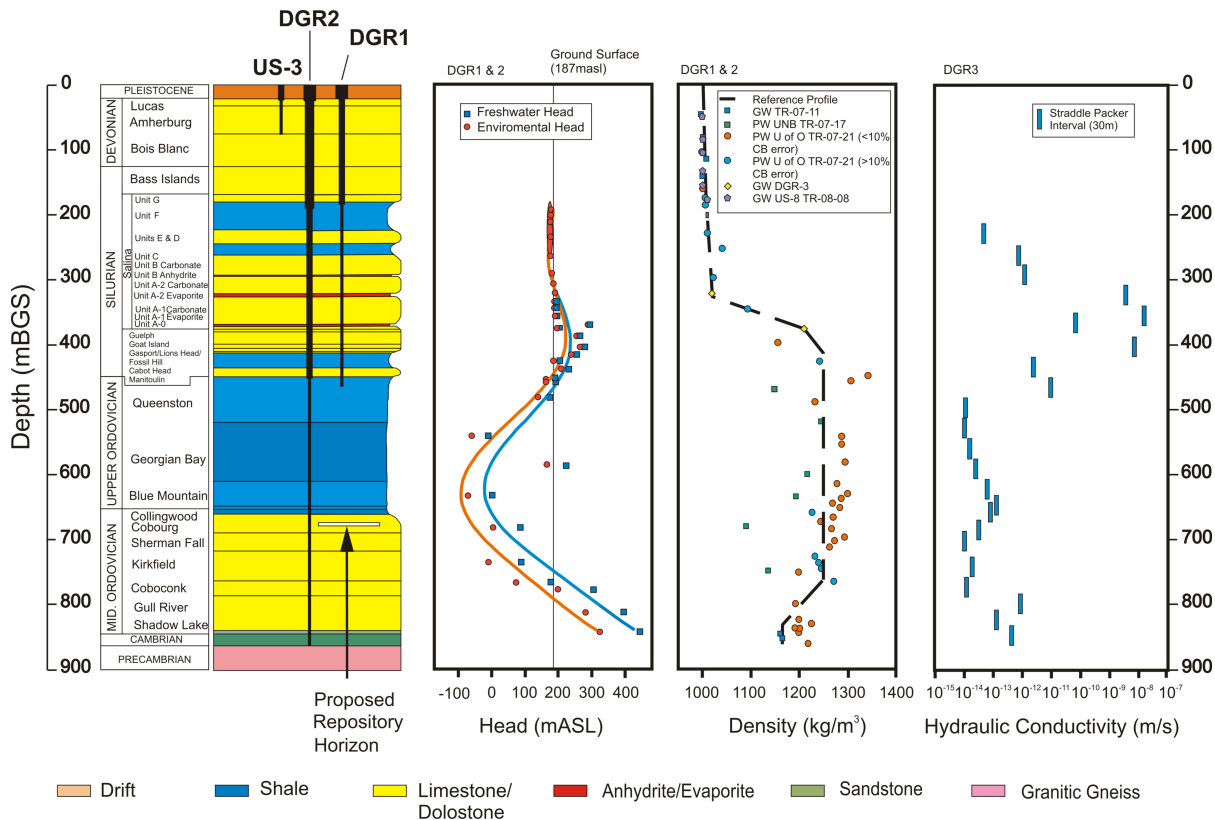 DGR2
DGR1
US-3
Ground Surface
(187masl)
DGR1 & 2
DGR1 & 2
DGR3
Depth (mBGS)
0
100
200
300
400
500
600
700
800
900
PLEISTOCENE
DEVONIAN
Lucas
Amherburg
Bois Blanc
SILURIAN
Bass Islands
Salina
Unit G
Unit F
Units E & D
Unit C
Unit B Carbonate
Unit B Anhydrite
Unit A-2 Carbonate
Unit A-2 Evaporite
Unit A-1Carbonate
Unit A-1 Evaporite
Unit A-0
Guelph
Goat Island
Gasport/Lions Head/
Fossil Hill
Cabot Head
Manitoulin
UPPER ORDOVICIAN
Queenston
Georgian Bay
Blue Mountain
MID. ORDOVICIAN
Collingwood
Cobourg
Sherman Fall
Kirkfield
Coboconk
Gull River
Shadow Lake
CAMBRIAN
PRECAMBRIAN
Proposed
Repository
Horizon
Freshwater Head
Enviromental Head
-100 0 100 200 300 400
Head (mASL)
Reference Profile
GW TR-07-11
PW UNB TR-07-17
PW U of O TR-07-21 (<10%
CB error)
PW U of O TR-07-21 (>10%
CB error)
GW DGR-3
GW US-8 TR-08-08
1000 1100 1200 1300 1400
Density (kg/m³)
Straddle Packer
Interval (30m)
10⁻¹⁵ 10⁻¹⁴ 10⁻¹³ 10⁻¹² 10⁻¹¹ 10⁻¹⁰ 10⁻⁹ 10⁻⁸ 10⁻⁷
Hydraulic Conductivity (m/s)
0
100
200
300
400
500
600
700
800
900
Drift
Shale
Limestone/
Dolostone
Anhydrite/Evaporite
Sandstone
Granitic Gneiss